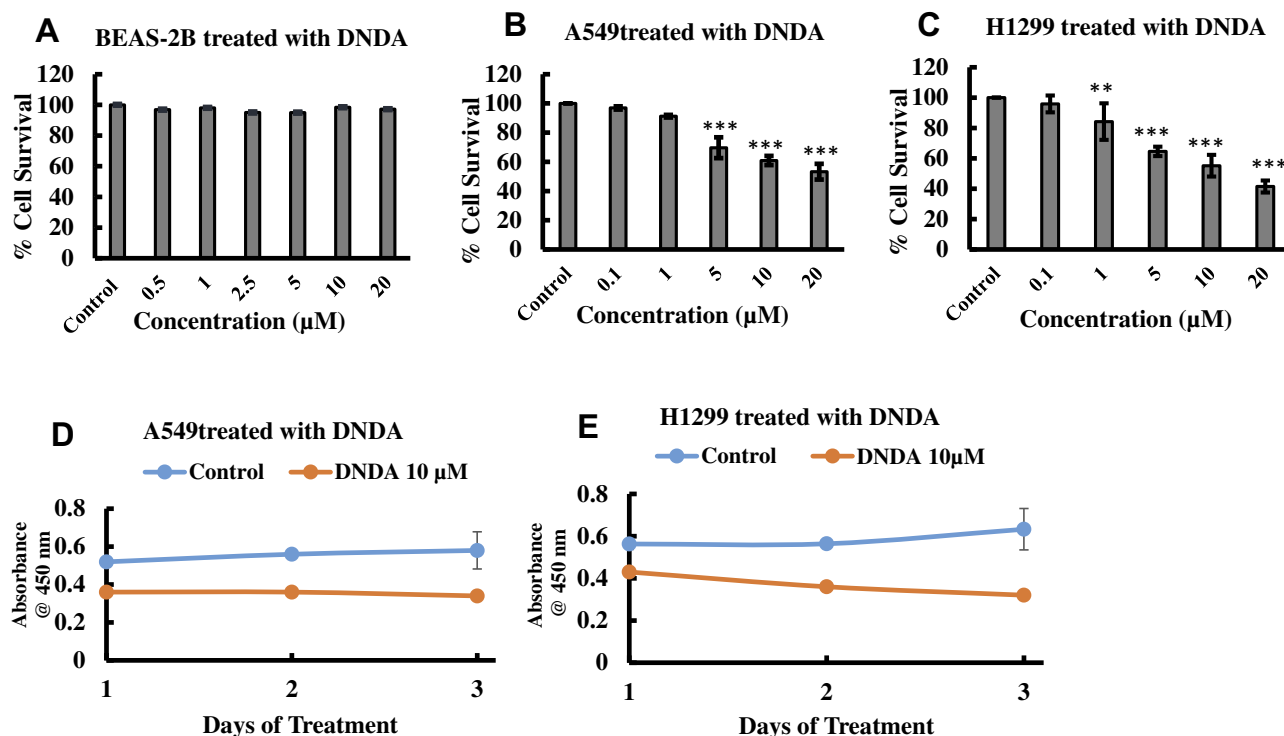 A
BEAS-2B treated with DNDA
% Cell Survival
120
100
80
60
40
20
0
Control 0.5 1 2.5 5 10 20
Concentration (µM)
B
A549treated with DNDA
% Cell Survival
120
100
80
60
40
20
0
*** *** ***
Control 0.1 1 5 10 20
Concentration (µM)
C
H1299 treated with DNDA
% Cell Survival
120
100
80
60
40
20
0
** *** *** ***
Control 0.1 1 5 10 20
Concentration (µM)
D
A549treated with DNDA
Control DNDA 10 µM
Absorbance
@ 450 nm
0.8
0.6
0.4
0.2
0
1 2 3
Days of Treatment
E
H1299 treated with DNDA
Control DNDA 10µM
Absorbance
@ 450 nm
0.8
0.6
0.4
0.2
0
1 2 3
Days of Treatment